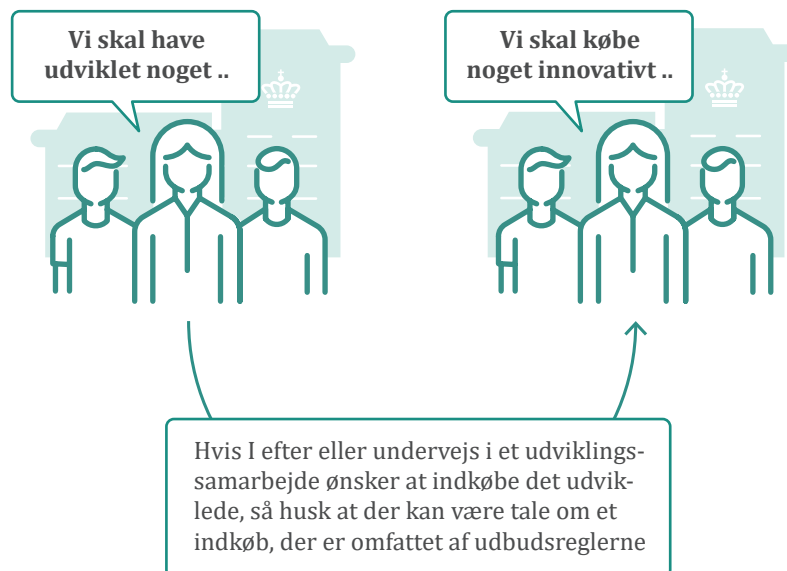 Vi skal have
udviklet noget ..
Vi skal købe
noget innovativt ..
Hvis I efter eller undervejs i et udviklings-
samarbejde ønsker at indkøbe det udvik-
lede, så husk at der kan være tale om et
indkøb, der er omfattet af udbudsreglerne